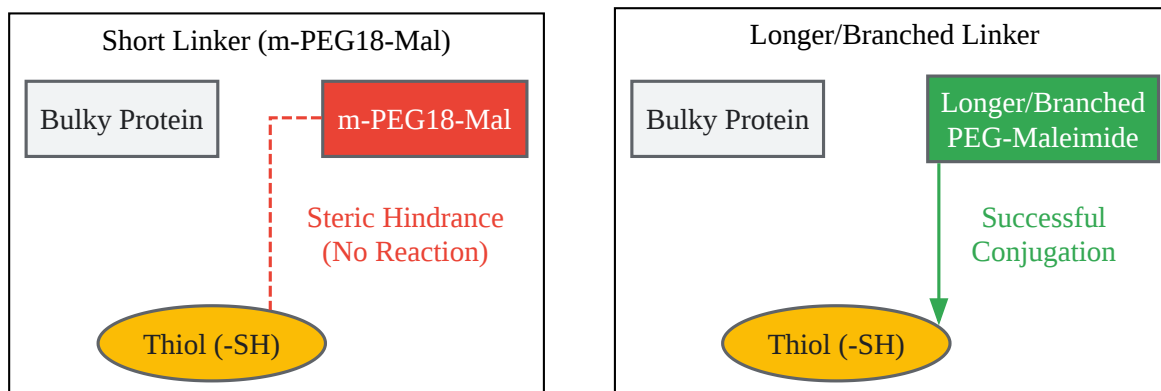 Short Linker (m-PEG18-Mal)
Bulky Protein
m-PEG18-Mal
Steric Hindrance
(No Reaction)
Thiol (-SH)
Longer/Branched Linker
Bulky Protein
Longer/Branched
PEG-Maleimide
Successful
Conjugation
Thiol (-SH)